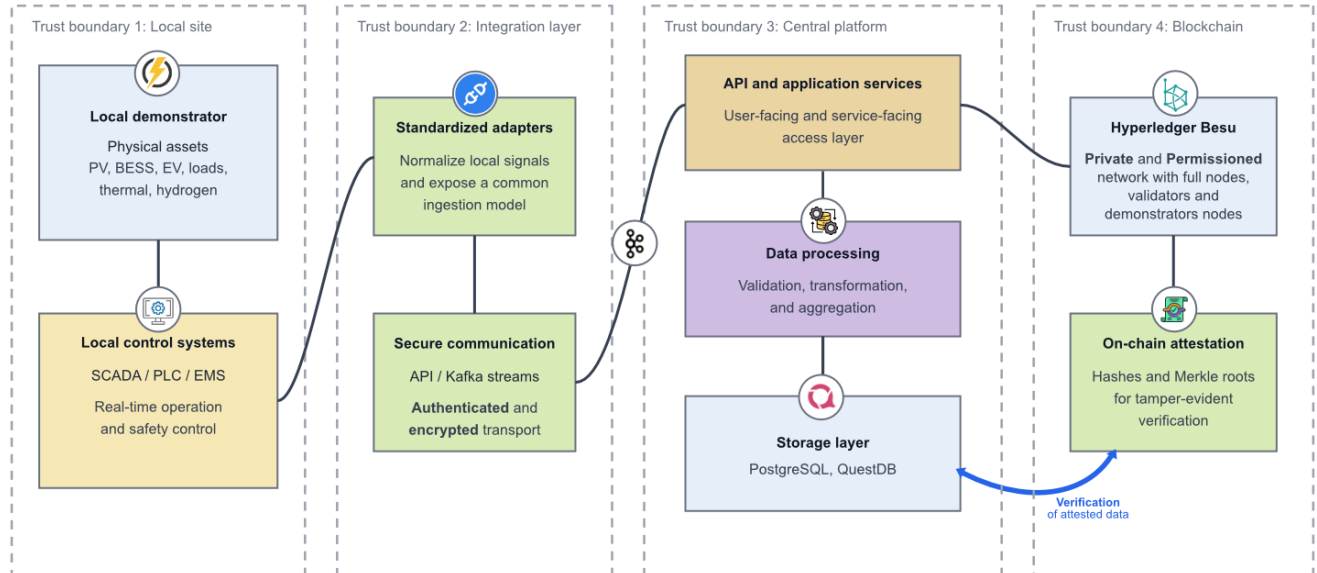 Trust boundary 1: Local site
Local demonstrator
Physical assets
PV, BESS, EV, loads,
thermal, hydrogen
Local control systems
SCADA / PLC / EMS
Real-time operation
and safety control
Trust boundary 2: Integration layer
Standardized adapters
Normalize local signals
and expose a common
ingestion model
Secure communication
API / Kafka streams
Authenticated and
encrypted transport
Trust boundary 3: Central platform
API and application services
User-facing and service-facing
access layer
Data processing
Validation, transformation,
and aggregation
Storage layer
PostgreSQL, QuestDB
Trust boundary 4: Blockchain
Hyperledger Besu
Private and Permissioned
network with full nodes,
validators and
demonstrators nodes
On-chain attestation
Hashes and Merkle roots
for tamper-evident
verification
Verification
of attested data